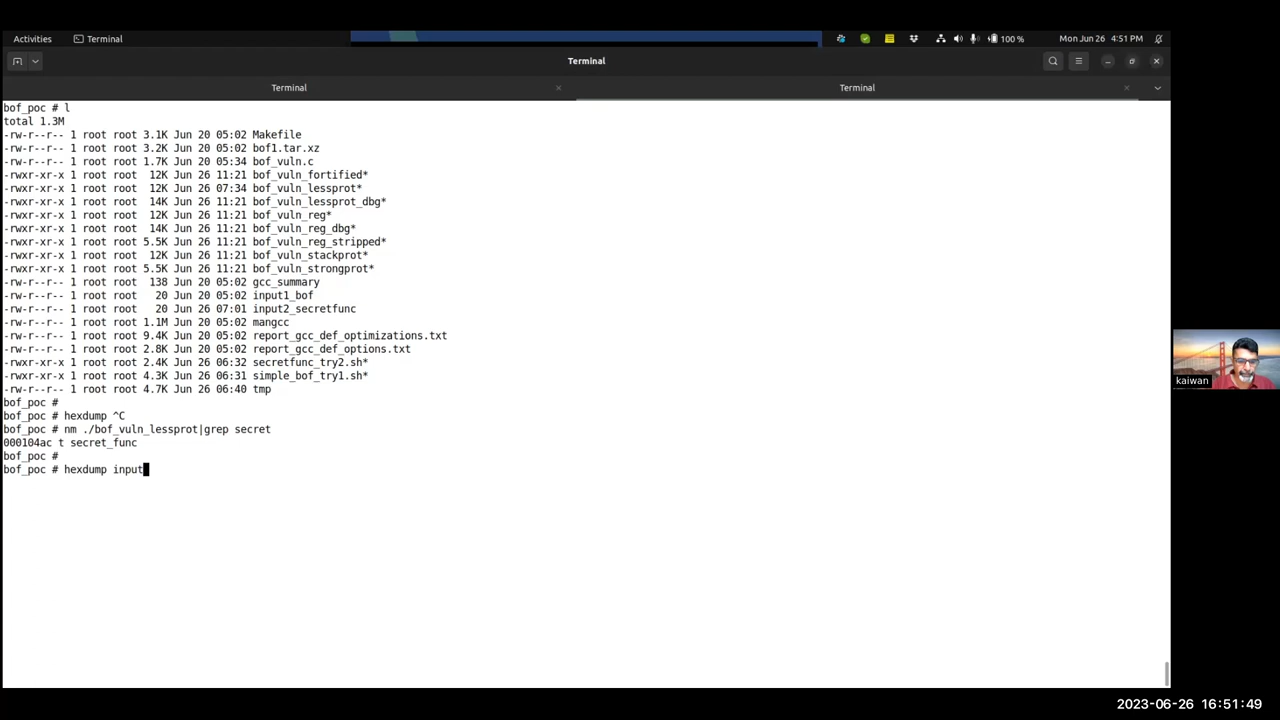 Activities Terminal 100 % Mon Jun 26 4:51 PM
Terminal
Terminal Terminal
bof_poc # l
total 1.3M
-rw-r--r-- 1 root root 3.1K Jun 20 05:02 Makefile
-rw-r--r-- 1 root root 3.2K Jun 20 05:02 bof1.tar.xz
-rw-r--r-- 1 root root 1.7K Jun 20 05:34 bof_vuln.c
-rwxr-xr-x 1 root root  12K Jun 26 11:21 bof_vuln_fortified*
-rwxr-xr-x 1 root root  12K Jun 26 07:34 bof_vuln_lessprot*
-rwxr-xr-x 1 root root  14K Jun 26 11:21 bof_vuln_lessprot_dbg*
-rwxr-xr-x 1 root root  12K Jun 26 11:21 bof_vuln_reg*
-rwxr-xr-x 1 root root  14K Jun 26 11:21 bof_vuln_reg_dbg*
-rwxr-xr-x 1 root root 5.5K Jun 26 11:21 bof_vuln_reg_stripped*
-rwxr-xr-x 1 root root  12K Jun 26 11:21 bof_vuln_stackprot*
-rwxr-xr-x 1 root root 5.5K Jun 26 11:21 bof_vuln_strongprot*
-rw-r--r-- 1 root root  138 Jun 20 05:02 gcc_summary
-rw-r--r-- 1 root root   20 Jun 20 05:02 input1_bof
-rw-r--r-- 1 root root   20 Jun 26 07:01 input2_secretfunc
-rw-r--r-- 1 root root 1.1M Jun 20 05:02 mangcc
-rw-r--r-- 1 root root 9.4K Jun 20 05:02 report_gcc_def_optimizations.txt
-rw-r--r-- 1 root root 2.8K Jun 20 05:02 report_gcc_def_options.txt
-rwxr-xr-x 1 root root 2.4K Jun 26 06:32 secretfunc_try2.sh*
-rwxr-xr-x 1 root root 4.3K Jun 26 06:31 simple_bof_try1.sh*
-rw-r--r-- 1 root root 4.7K Jun 26 06:40 tmp
bof_poc #
bof_poc # hexdump ^C
bof_poc # nm ./bof_vuln_lessprot|grep secret
000104ac t secret_func
bof_poc #
bof_poc # hexdump input
kaiwan
2023-06-26 16:51:49